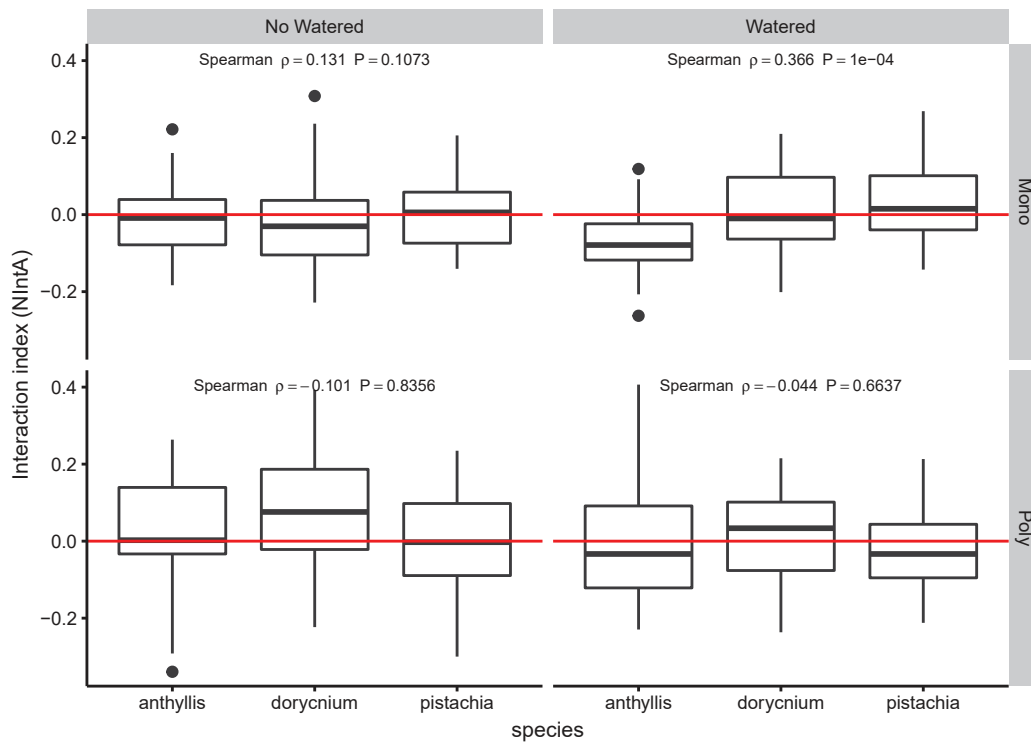 No Watered
Watered
Spearman ρ = 0.131 P = 0.1073
Spearman ρ = 0.366 P = 1e−04
0.4
0.2
0.0
−0.2
Mono
Spearman ρ = −0.101 P = 0.8356
Spearman ρ = −0.044 P = 0.6637
0.4
0.2
0.0
−0.2
Poly
Interaction index (NIntA)
anthyllis dorycnium pistachia
anthyllis dorycnium pistachia
species